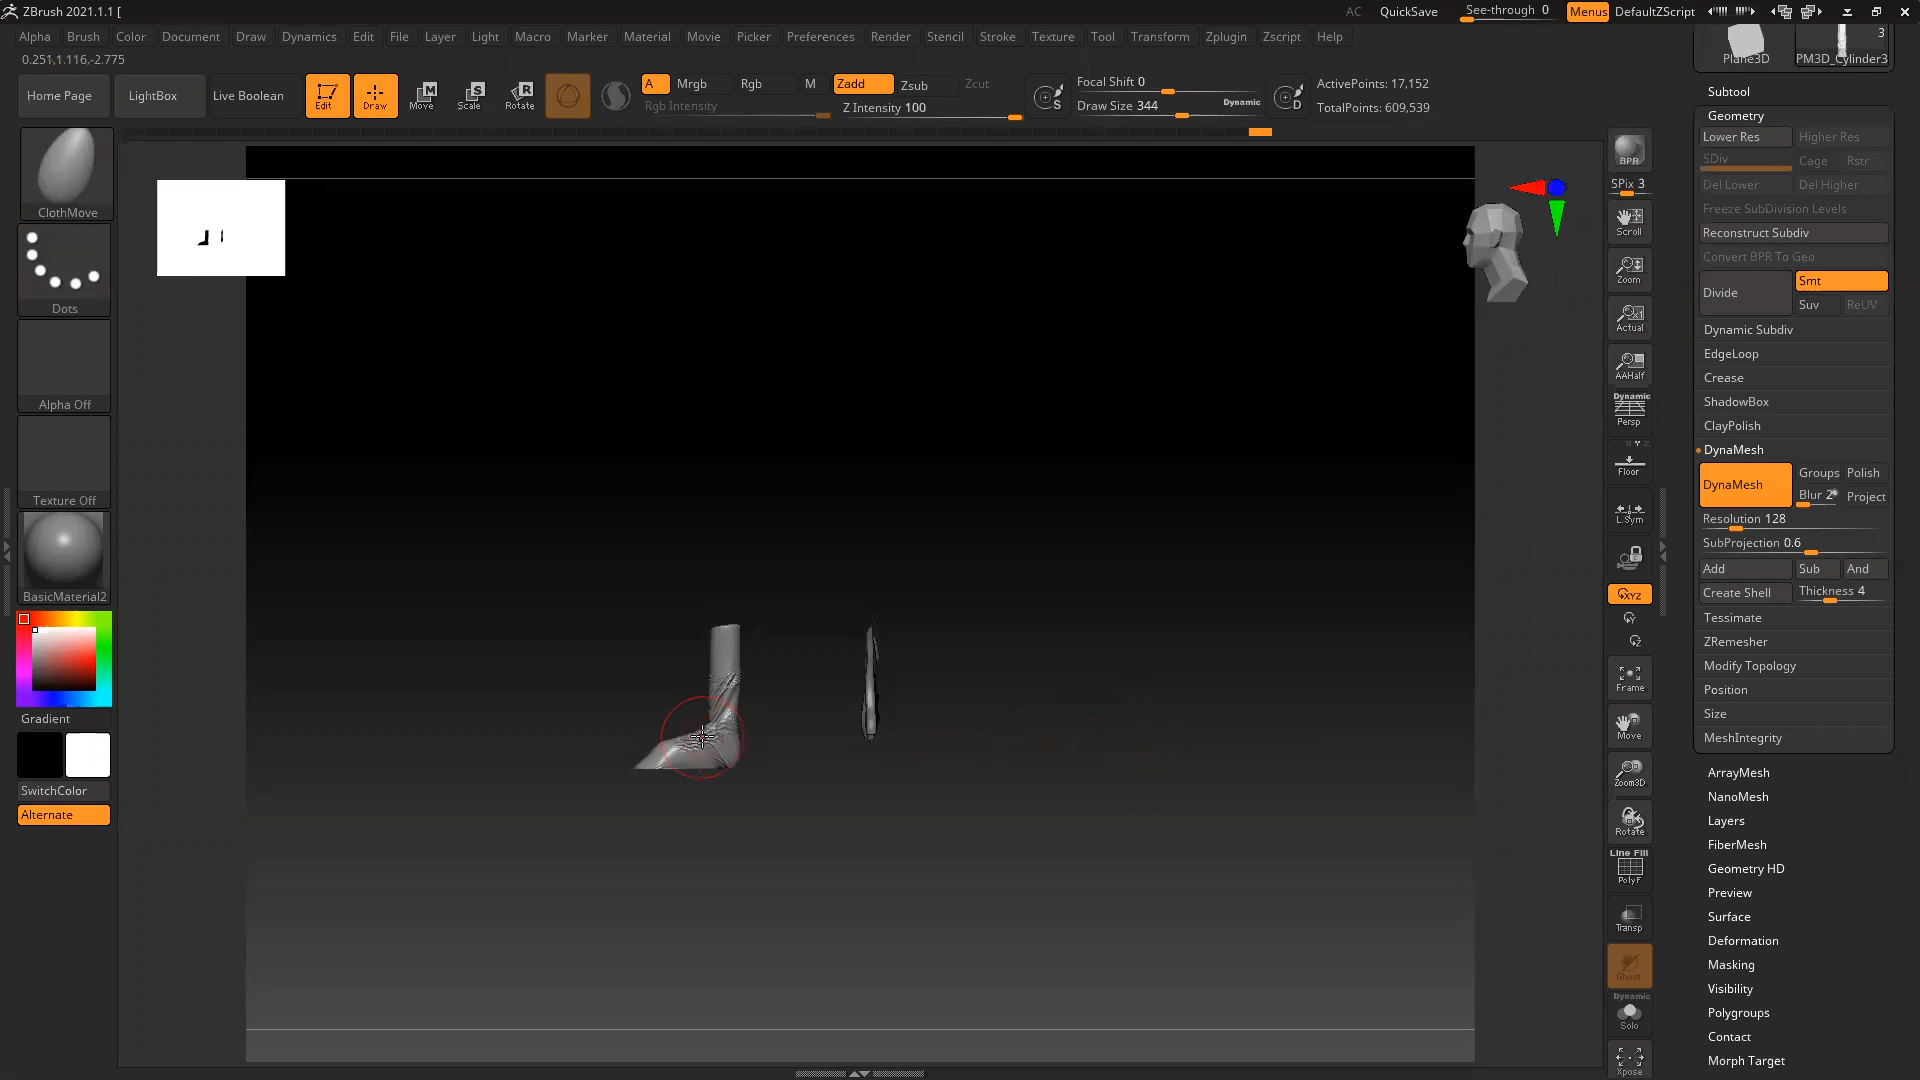 ZBrush 2021.1.1 [
AC QuickSave See-through 0 Menus DefaultZScript
Alpha Brush Color Document Draw Dynamics Edit File Layer Light Macro Marker Material Movie Picker Preferences Render Stencil Stroke Texture Tool Transform Zplugin Zscript Help
0.251,1.116,-2.775
Home Page LightBox Live Boolean Edit Draw Move Scale Rotate
A Mrgb Rgb M Zadd Zsub Zcut
Rgb Intensity Z Intensity 100
Focal Shift 0
Draw Size 344 Dynamic
ActivePoints: 17,152
TotalPoints: 609,539
ClothMove
Dots
Alpha Off
Texture Off
BasicMaterial2
Gradient
SwitchColor
Alternate
BPR
SPix 3
Scroll
Zoom
Actual
AAHalf
Dynamic
Persp
Floor
L.Sym
XYZ
Frame
Move
Zoom3D
Rotate
Line Fill
PolyF
Transp
Ghost
Dynamic
Solo
Xpose
3
Plane3D PM3D_Cylinder3
Subtool
Geometry
Lower Res Higher Res
SDiv Cage Rstr
Del Lower Del Higher
Freeze SubDivision Levels
Reconstruct Subdiv
Convert BPR To Geo
Divide Smt
Suv ReUV
Dynamic Subdiv
EdgeLoop
Crease
ShadowBox
ClayPolish
DynaMesh
DynaMesh Groups Polish
Blur 2 Project
Resolution 128
SubProjection 0.6
Add Sub And
Create Shell Thickness 4
Tessimate
ZRemesher
Modify Topology
Position
Size
MeshIntegrity
ArrayMesh
NanoMesh
Layers
FiberMesh
Geometry HD
Preview
Surface
Deformation
Masking
Visibility
Polygroups
Contact
Morph Target